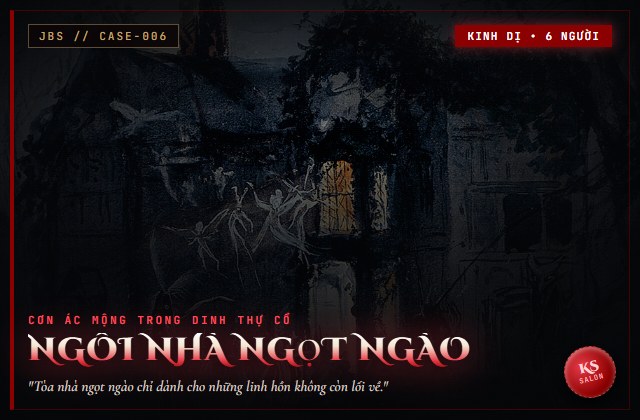 JBS // CASE-006
KINH DỊ • 6 NGƯỜI
CƠN ÁC MỘNG TRONG DINH THỰ CỔ
NGÔI NHÀ NGỌT NGÀO
"Tòa nhà ngọt ngào chỉ dành cho những linh hồn không còn lối về."
KS
SALON